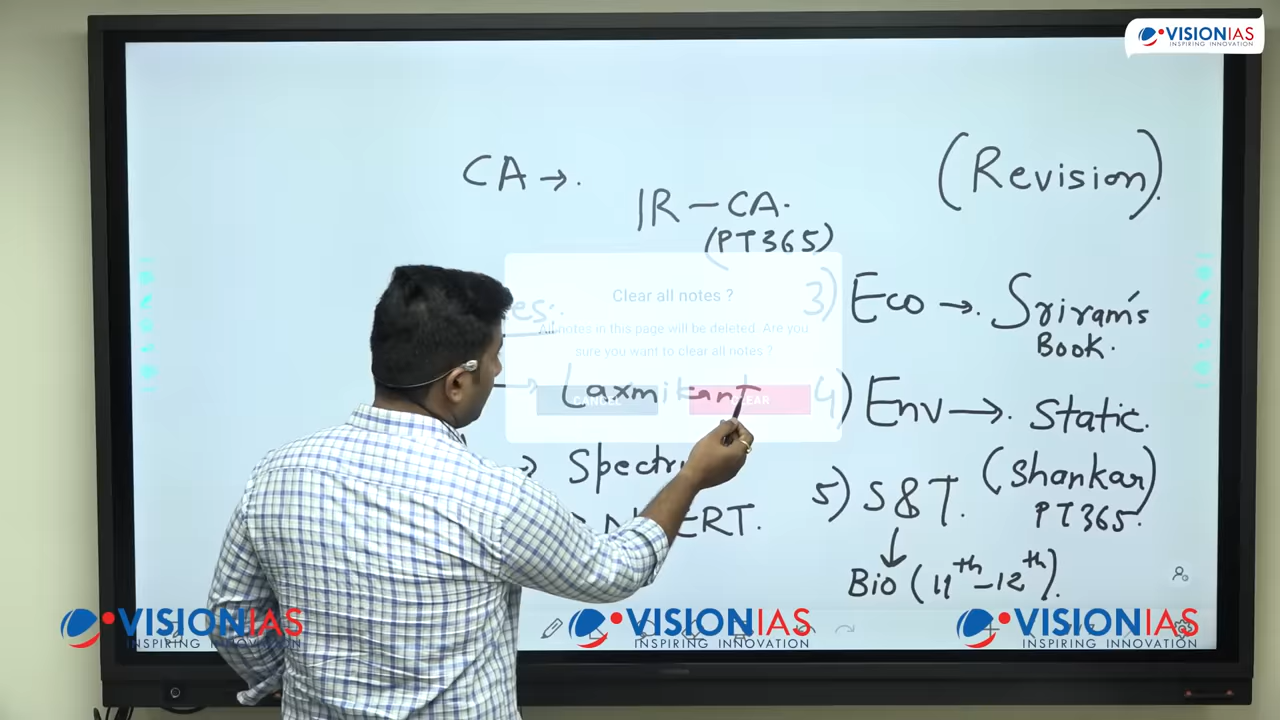 VISIONIAS
INSPIRING INNOVATION
(Revision).
CA →.
IR – CA.
(PT365)
Clear all notes ?
All notes in this page will be deleted. Are you
sure you want to clear all notes ?
CANCEL
CLEAR
→ Laxmikant
→ Spectr
NCERT.
3) Eco →. Sriram's
Book.
4) Env →. Static.
(Shankar)
PT365.
5) S&T.
↓
Bio (11th – 12th).
VISIONIAS
INSPIRING INNOVATION
VISIONIAS
INSPIRING INNOVATION
VISIONIAS
INSPIRING INNOVATION